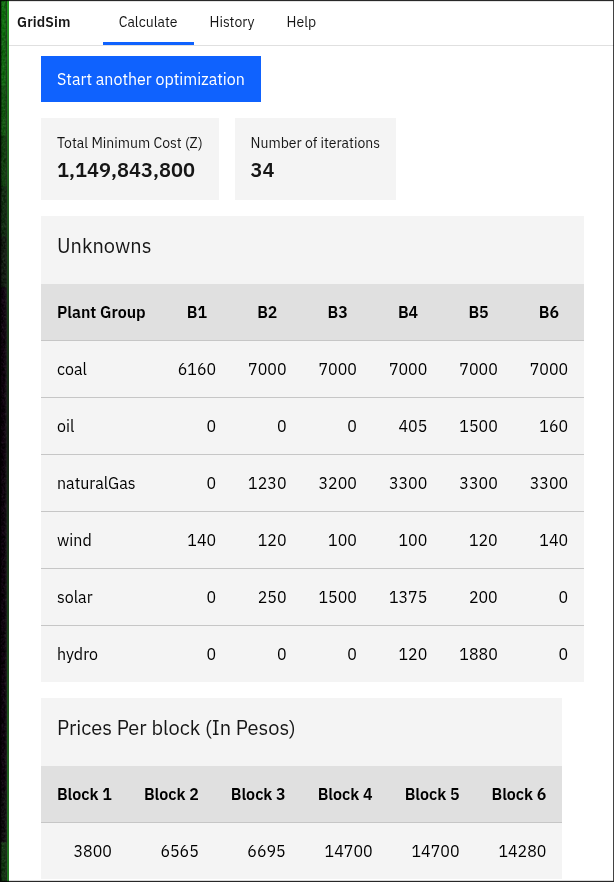 GridSim Calculate History Help
Start another optimization
Total Minimum Cost (Z) Number of iterations
1,149,843,800 34
Unknowns
Plant Group B1 B2 B3 B4 B5 B6
coal 6160 7000 7000 7000 7000 7000
oil 0 0 0 405 1500 160
naturalGas 0 1230 3200 3300 3300 3300
wind 140 120 100 100 120 140
solar 0 250 1500 1375 200 0
hydro 0 0 0 120 1880 0
Prices Per block (In Pesos)
Block 1 Block 2 Block 3 Block 4 Block 5 Block 6
3800 6565 6695 14700 14700 14280